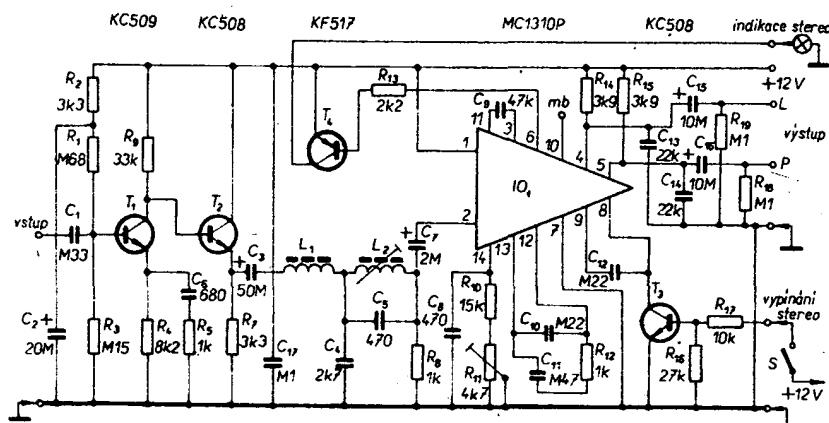 KC509 KC508 KF517 MC1310P KC508
indikace stereo
+12V
R2 3k3
R1 M68
R9 33k
R13 2k2
T4
C9 47k
11 3 6 10 4 5
mb
R14 3k9
R15 3k9
C15 10M
L
R19 M1
výstup
C13 22k
C16 10M
P
C14 22k
R18 M1
1
2
IO1
14 13 12 7 9 8
vstup
C1 M33
T1
T2
C3 50M
L1
L2
C7 2M
C6 680
C5 470
C8 470
R10 15k
C12 M22
T3
R17 10k
vypínání stereo
C2 20M
R3 M15
R4 8k2
R5 1k
R7 3k3
C17 M1
C4 2k7
R8 1k
R11 4k7
C10 M22
C11 M47
R12 1k
R16 27k
S
+12V